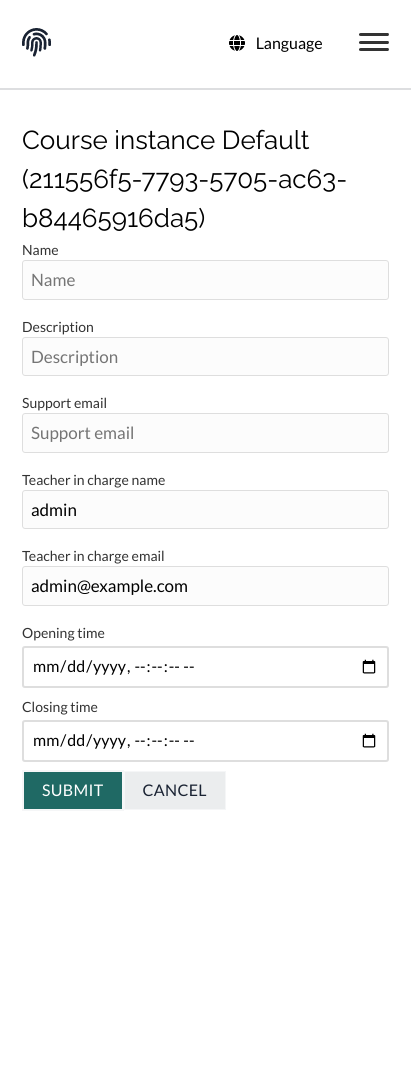 Language
Course instance Default
(211556f5-7793-5705-ac63-
b84465916da5)
Name
Name
Description
Description
Support email
Support email
Teacher in charge name
admin
Teacher in charge email
admin@example.com
Opening time
mm/dd/yyyy, --:--:-- --
Closing time
mm/dd/yyyy, --:--:-- --
SUBMIT CANCEL